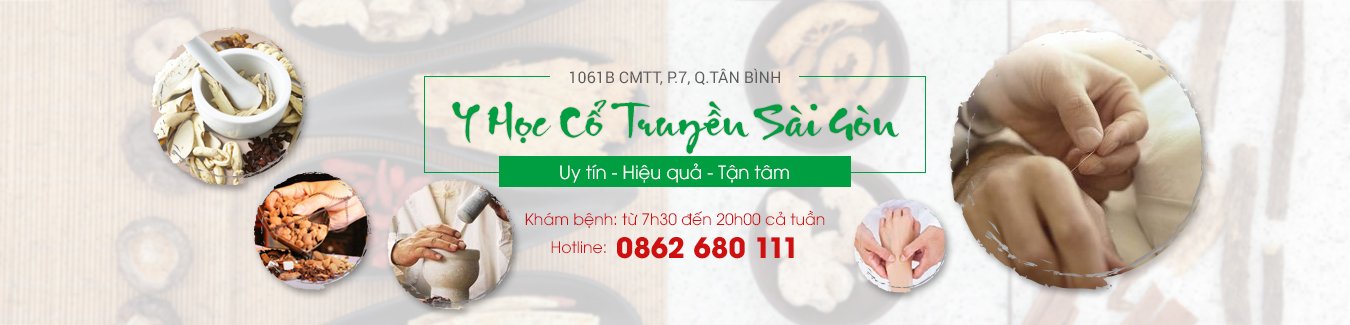 1061B CMTT, P.7, Q.TÂN BÌNH
Y Học Cổ Truyền Sài Gòn
Uy tín - Hiệu quả - Tận tâm
Khám bệnh: từ 7h30 đến 20h00 cả tuần
Hotline: 0862 680 111